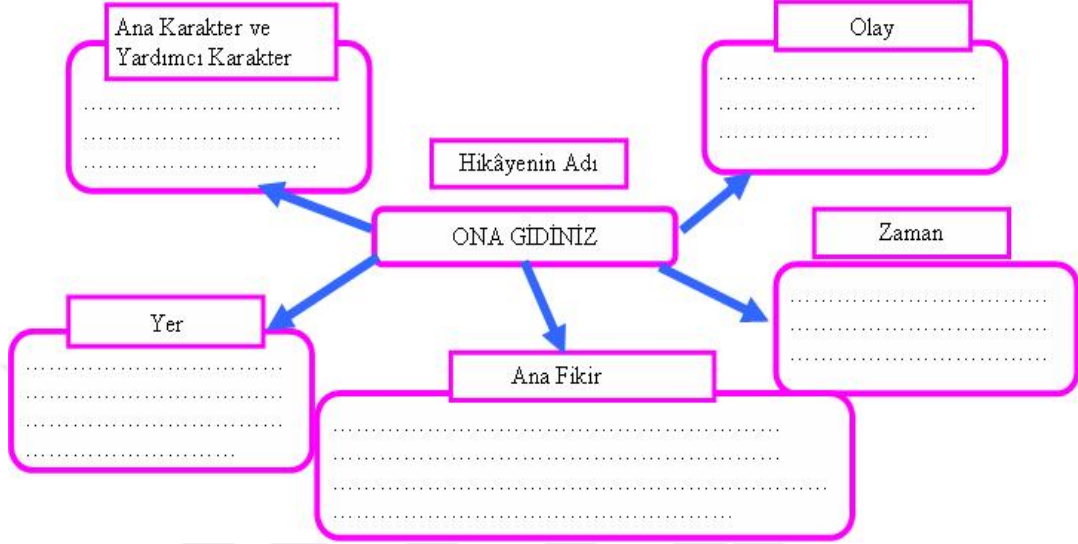 Ana Karakter ve
Yardımcı Karakter
................................
................................
.............................
Olay
................................
................................
..........................
Hikâyenin Adı
ONA GİDİNİZ
Zaman
................................
................................
................................
Yer
................................
................................
................................
..........................
Ana Fikir
........................................................
........................................................
..............................................................
..................................................